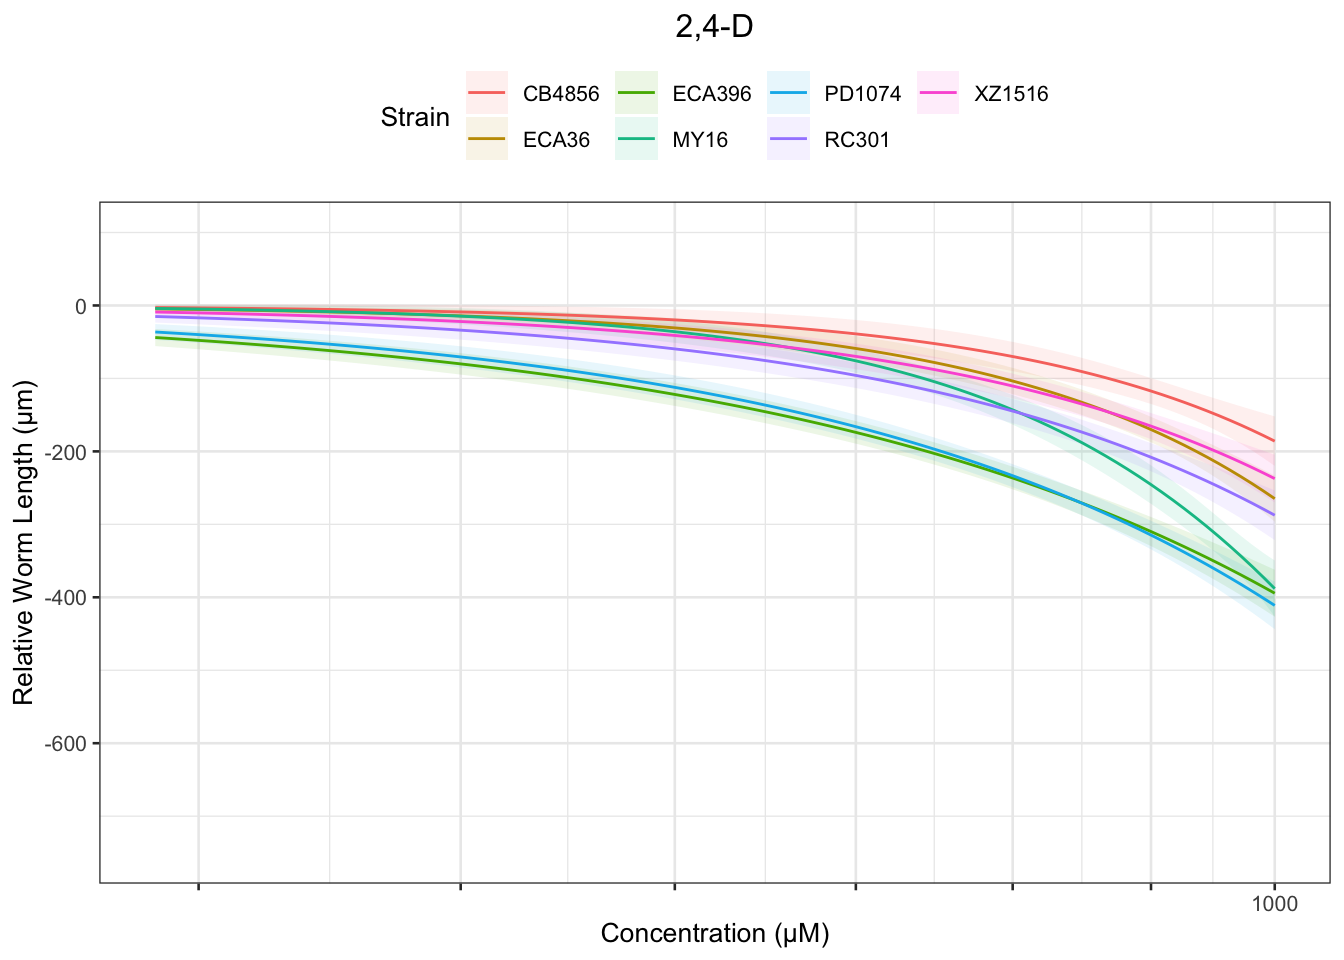 2,4-D
Strain
CB4856 ECA396 PD1074 XZ1516
ECA36 MY16 RC301
Relative Worm Length (µm)
0
-200
-400
-600
1000
Concentration (µM)